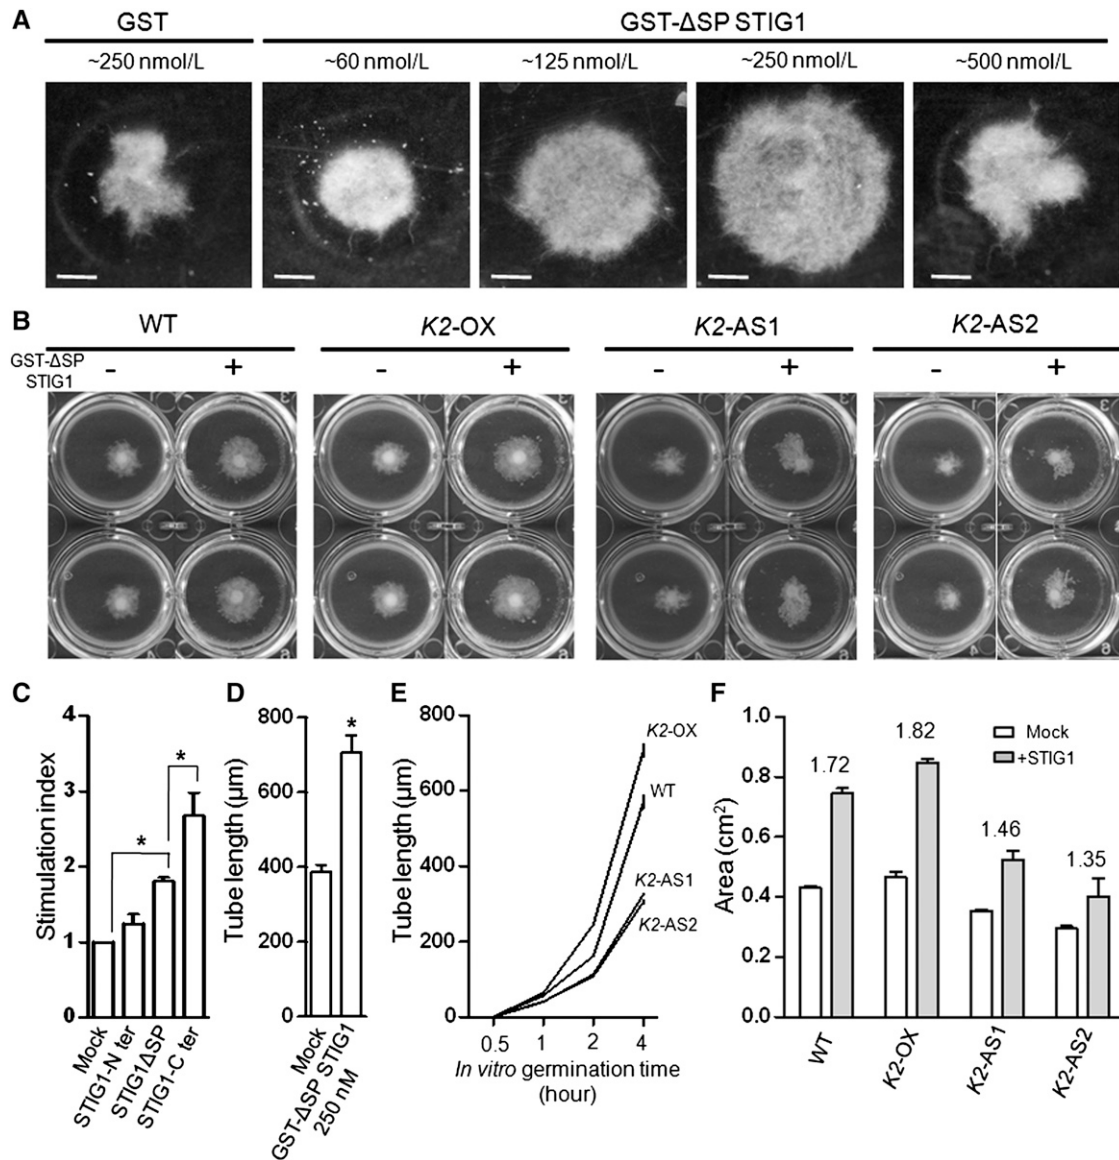 A
GST
GST-ΔSP STIG1
~250 nmol/L
~60 nmol/L
~125 nmol/L
~250 nmol/L
~500 nmol/L
B
WT
K2-OX
K2-AS1
K2-AS2
GST-ΔSP
STIG1
- + - + - + - +
C
Stimulation index
4
3
2
1
0
Mock
STIG1-N ter
STIG1ΔSP
STIG1-C ter
*
*
D
Tube length (μm)
800
600
400
200
0
*
Mock
GST-ΔSP STIG1
250 nM
E
Tube length (μm)
800
600
400
200
0
K2-OX
WT
K2-AS1
K2-AS2
0.5 1 2 4
In vitro germination time
(hour)
F
Area (cm²)
1.0
0.8
0.6
0.4
0.2
0.0
1.72
1.82
1.46
1.35
Mock
+STIG1
WT
K2-OX
K2-AS1
K2-AS2